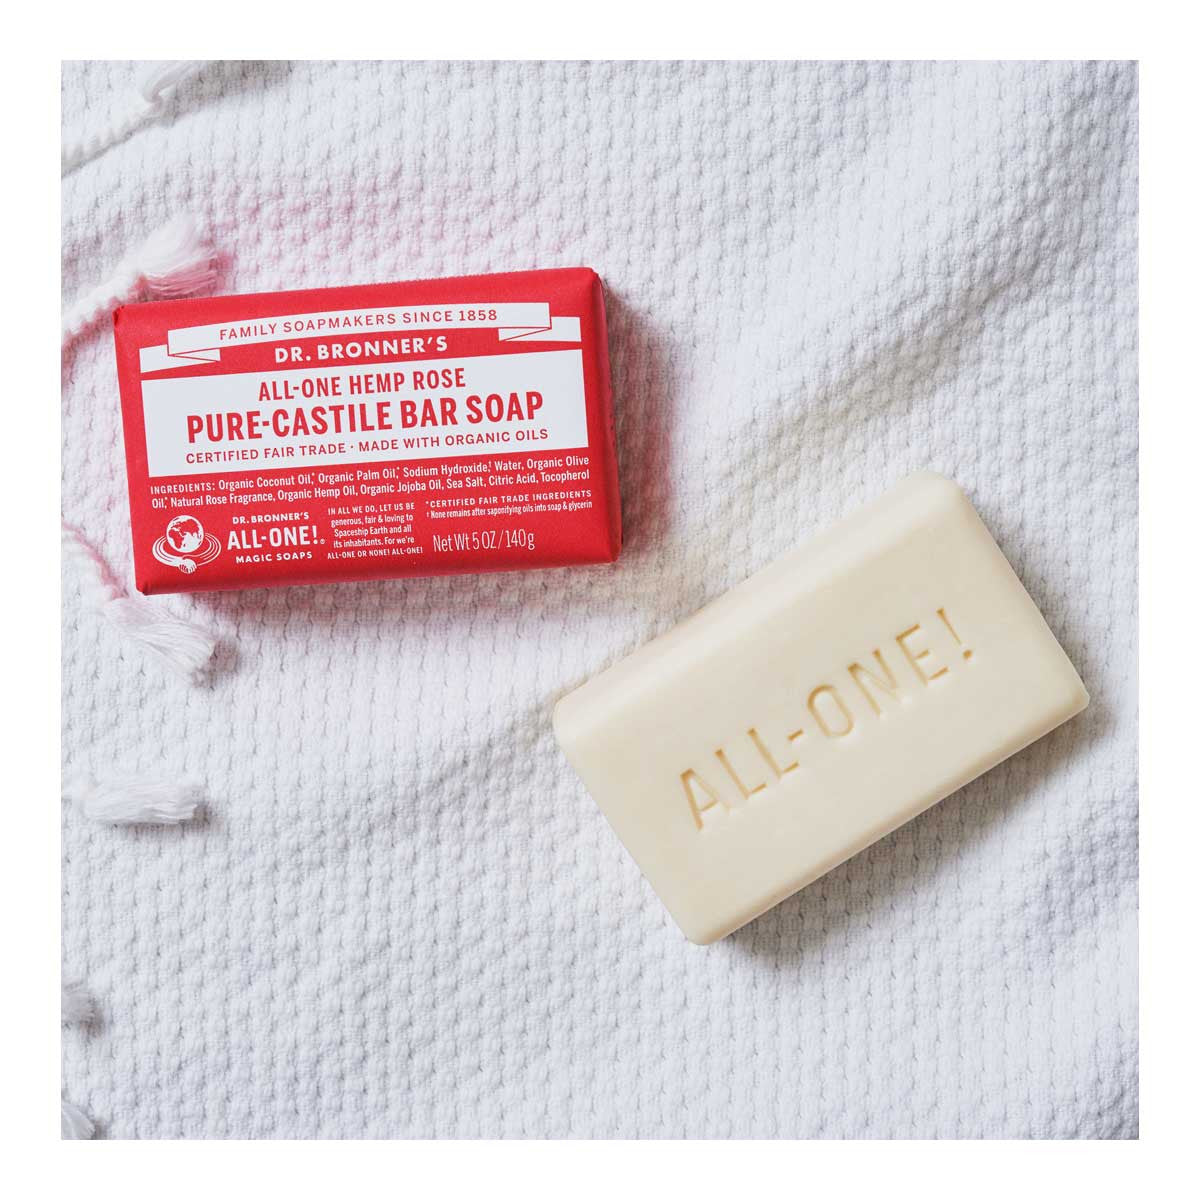 FAMILY SOAPMAKERS SINCE 1858
DR. BRONNER'S
ALL-ONE HEMP ROSE
PURE-CASTILE BAR SOAP
CERTIFIED FAIR TRADE · MADE WITH ORGANIC OILS
INGREDIENTS: Organic Coconut Oil,* Organic Palm Oil,* Sodium Hydroxide,† Water, Organic Olive
Oil,* Natural Rose Fragrance, Organic Hemp Oil, Organic Jojoba Oil, Sea Salt, Citric Acid, Tocopherol
DR. BRONNER'S
ALL-ONE!®
MAGIC SOAPS
IN ALL WE DO, LET US BE
generous, fair & loving to
Spaceship Earth and all
its inhabitants. For we're
ALL-ONE OR NONE! ALL-ONE!
*CERTIFIED FAIR TRADE INGREDIENTS
† None remains after saponifying oils into soap & glycerin
Net Wt 5 OZ/140g
ALL-ONE!